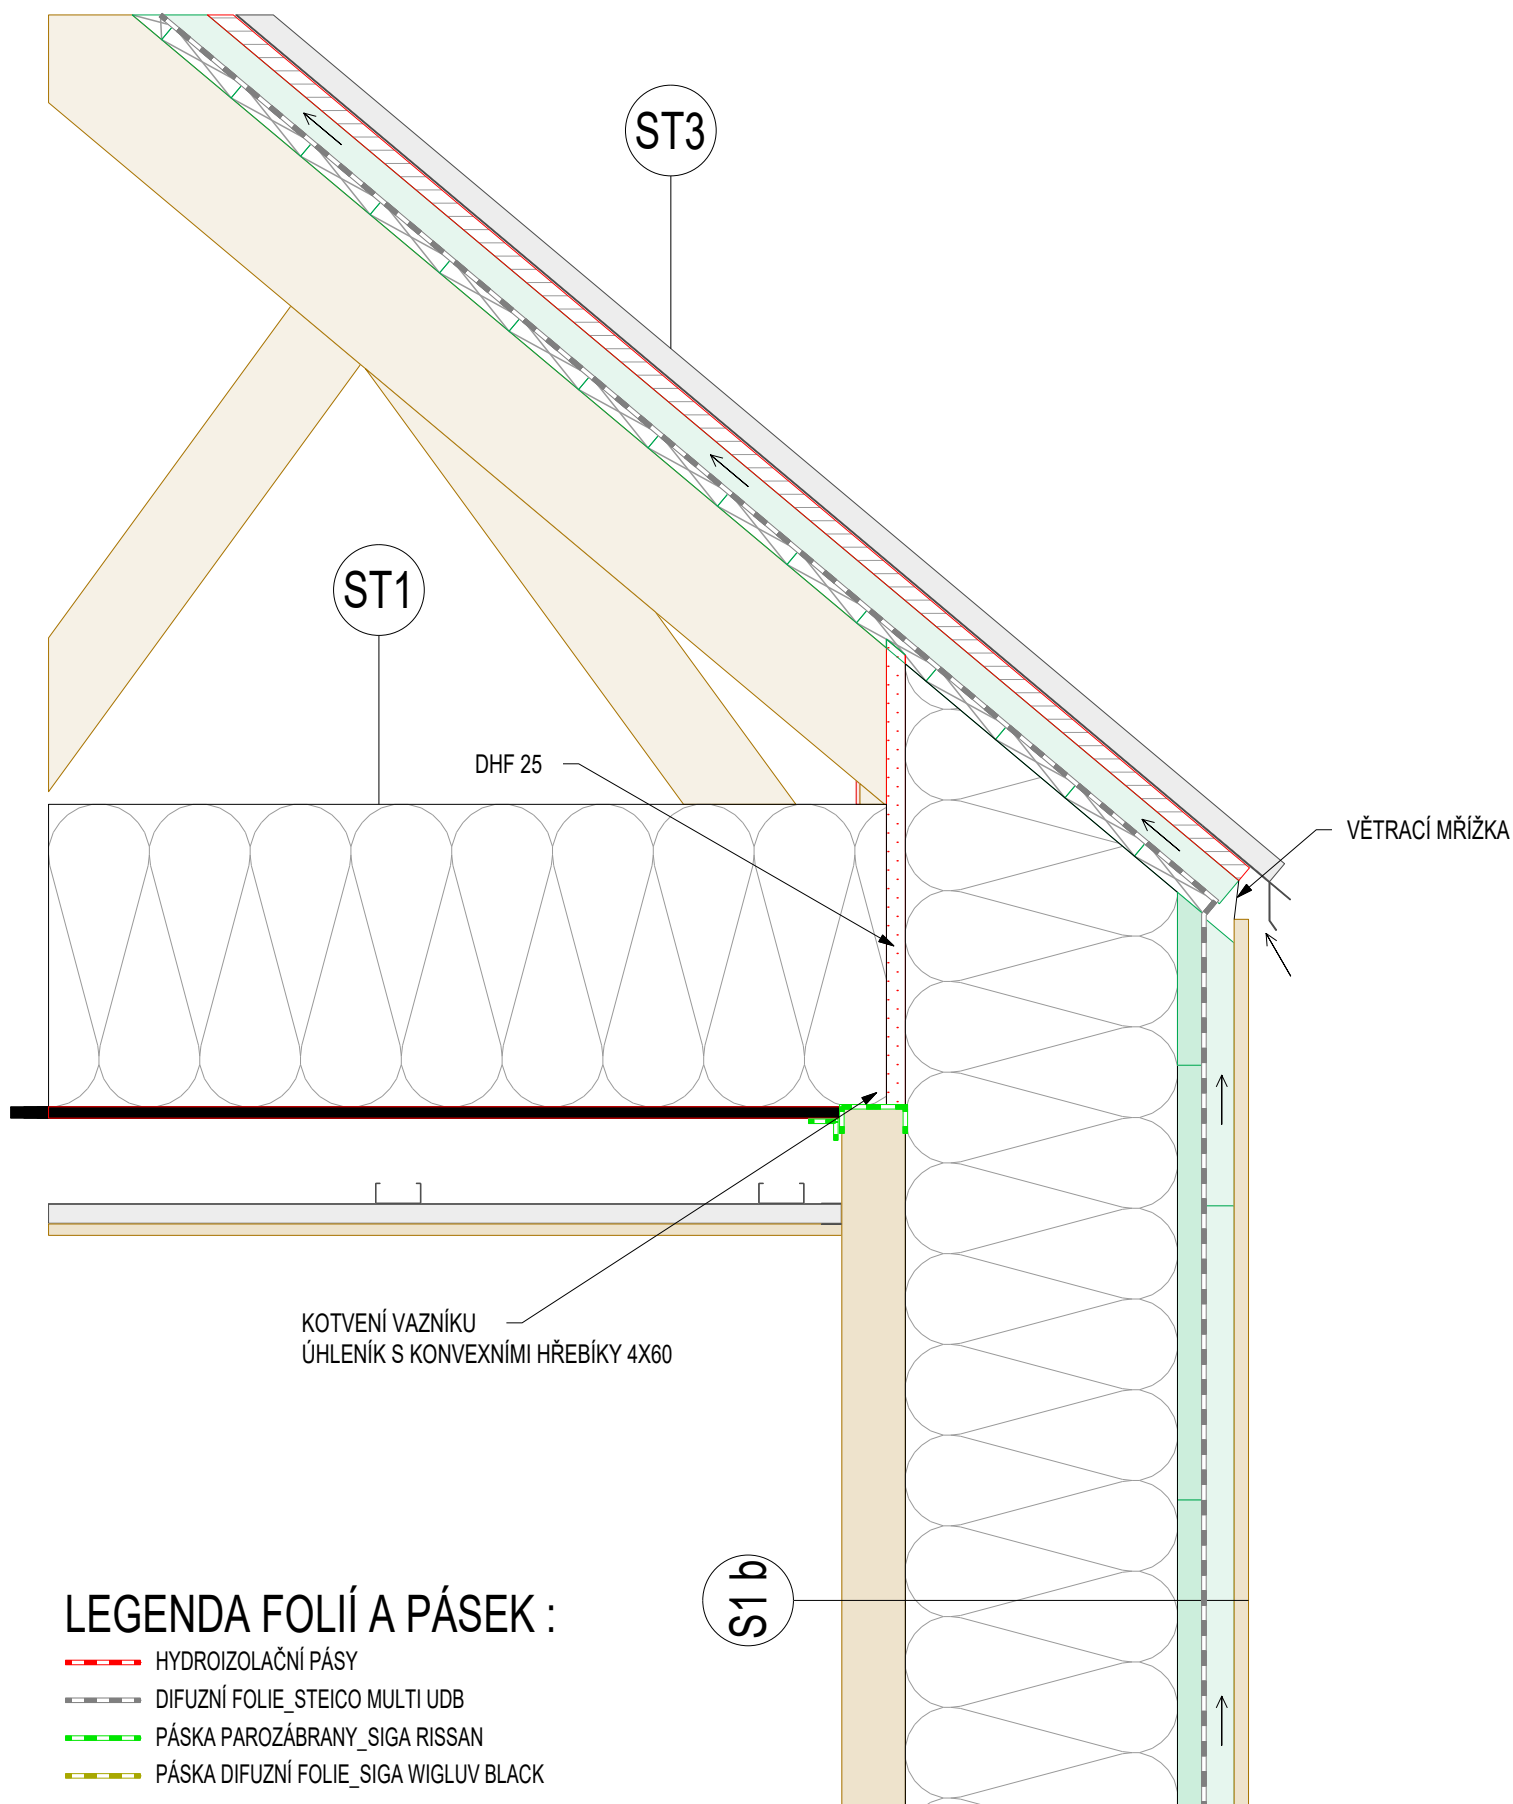 ST3
ST1
DHF 25
VĚTRACÍ MŘÍŽKA
KOTVENÍ VAZNÍKU
ÚHLENÍK S KONVEXNÍMI HŘEBÍKY 4X60
S1 b
LEGENDA FOLIÍ A PÁSEK :
HYDROIZOLAČNÍ PÁSY
DIFUZNÍ FOLIE_STEICO MULTI UDB
PÁSKA PAROZÁBRANY_SIGA RISSAN
PÁSKA DIFUZNÍ FOLIE_SIGA WIGLUV BLACK